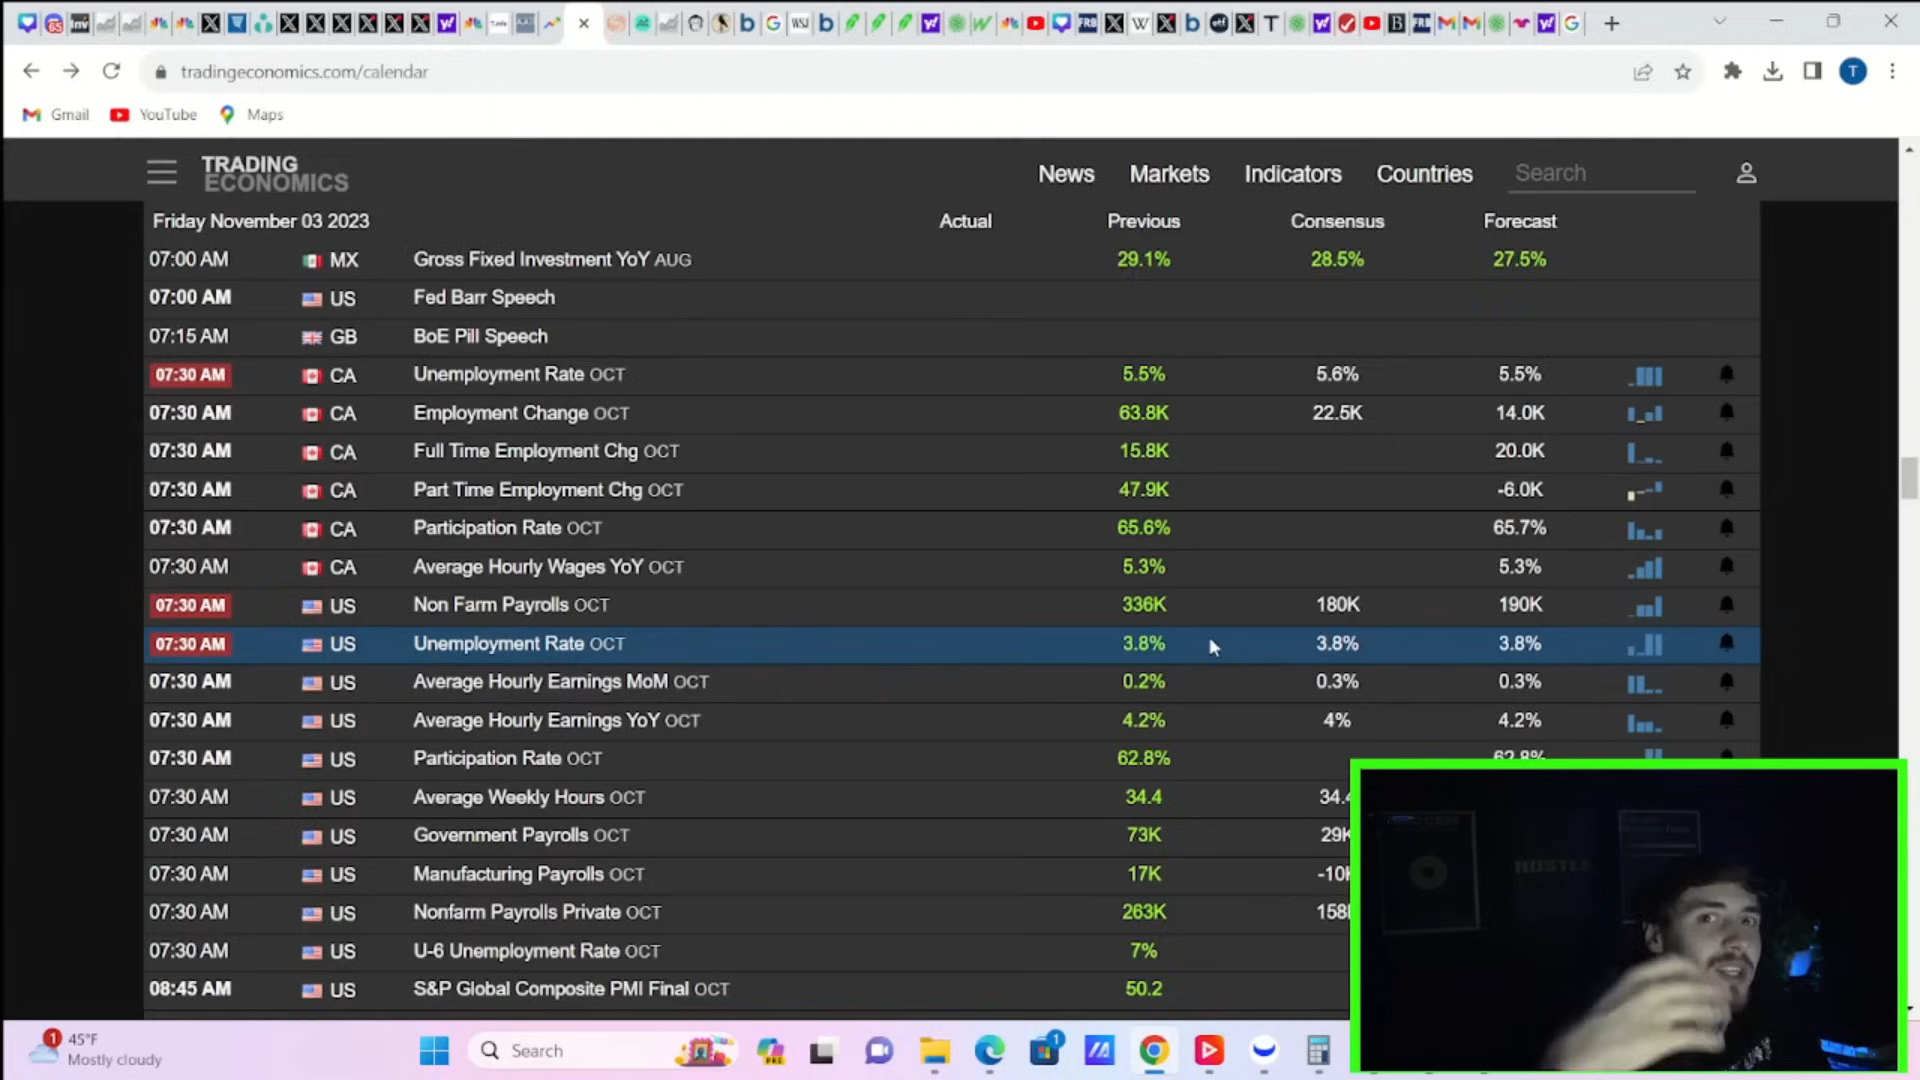 tradingeconomics.com/calendar
Gmail YouTube Maps
TRADING
ECONOMICS
News Markets Indicators Countries Search
Friday November 03 2023 Actual Previous Consensus Forecast
07:00 AM MX Gross Fixed Investment YoY AUG 29.1% 28.5% 27.5%
07:00 AM US Fed Barr Speech
07:15 AM GB BoE Pill Speech
07:30 AM CA Unemployment Rate OCT 5.5% 5.6% 5.5%
07:30 AM CA Employment Change OCT 63.8K 22.5K 14.0K
07:30 AM CA Full Time Employment Chg OCT 15.8K 20.0K
07:30 AM CA Part Time Employment Chg OCT 47.9K -6.0K
07:30 AM CA Participation Rate OCT 65.6% 65.7%
07:30 AM CA Average Hourly Wages YoY OCT 5.3% 5.3%
07:30 AM US Non Farm Payrolls OCT 336K 180K 190K
07:30 AM US Unemployment Rate OCT 3.8% 3.8% 3.8%
07:30 AM US Average Hourly Earnings MoM OCT 0.2% 0.3% 0.3%
07:30 AM US Average Hourly Earnings YoY OCT 4.2% 4% 4.2%
07:30 AM US Participation Rate OCT 62.8% 62.8%
07:30 AM US Average Weekly Hours OCT 34.4 34.4
07:30 AM US Government Payrolls OCT 73K 29K
07:30 AM US Manufacturing Payrolls OCT 17K -10K
07:30 AM US Nonfarm Payrolls Private OCT 263K 158K
07:30 AM US U-6 Unemployment Rate OCT 7%
08:45 AM US S&P Global Composite PMI Final OCT 50.2
HUSTLE
1 45°F
Mostly cloudy
Search
PRE
1